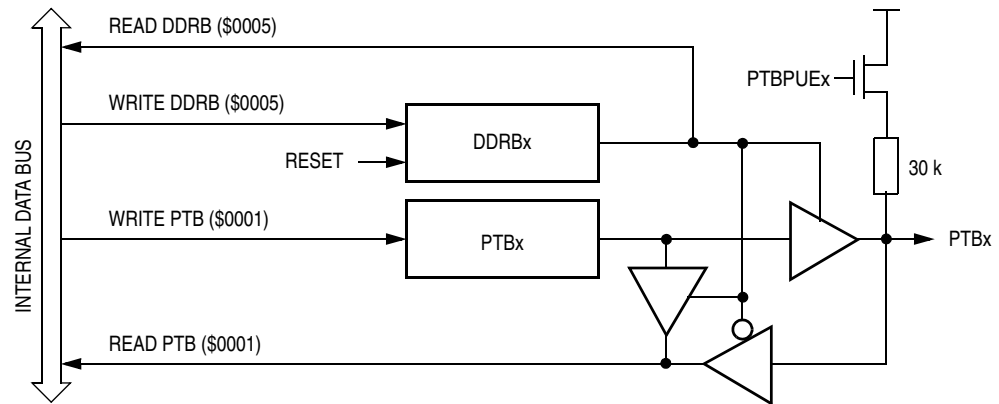 READ DDRB ($0005)
PTBPUEx
WRITE DDRB ($0005)
DDRBx
RESET
30 k
INTERNAL DATA BUS
WRITE PTB ($0001)
PTBx
PTBx
READ PTB ($0001)